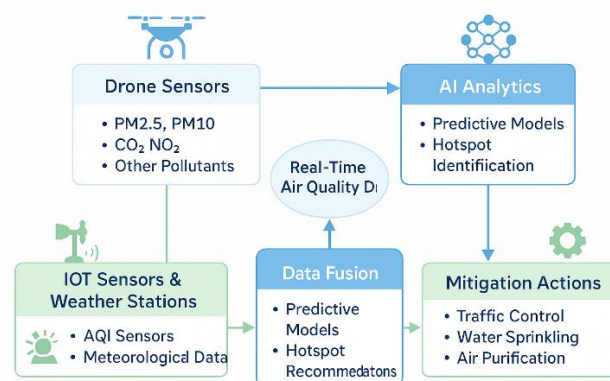 Drone Sensors
• PM2.5, PM10
• CO₂ NO₂
• Other Pollutants
AI Analytics
• Predictive Models
• Hotspot
Identifiication
Real-Time
Air Quality Dı
IOT Sensors &
Weather Stations
• AQI Sensors
• Meteorological Data
Data Fusion
• Predictive
Models
• Hotspot
Recommedatons
Mitigation Actions
• Traffic Control
• Water Sprinkling
• Air Purification